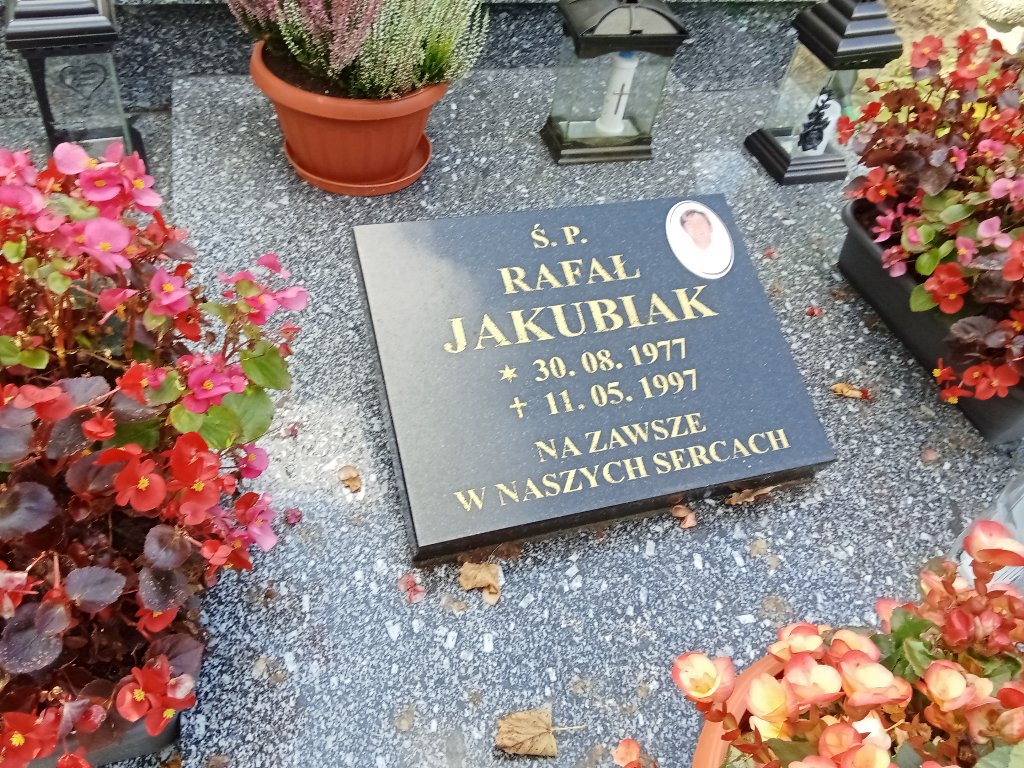 Ś. P.
RAFAŁ
JAKUBIAK
* 30. 08. 1977
† 11. 05. 1997
NA ZAWSZE
W NASZYCH SERCACH